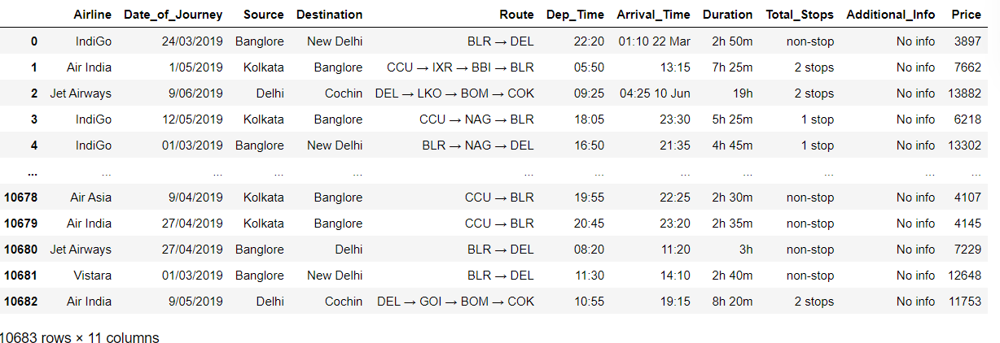 Airline Date_of_Journey Source Destination Route Dep_Time Arrival_Time Duration Total_Stops Additional_Info Price
0 IndiGo 24/03/2019 Banglore New Delhi BLR → DEL 22:20 01:10 22 Mar 2h 50m non-stop No info 3897
1 Air India 1/05/2019 Kolkata Banglore CCU → IXR → BBI → BLR 05:50 13:15 7h 25m 2 stops No info 7662
2 Jet Airways 9/06/2019 Delhi Cochin DEL → LKO → BOM → COK 09:25 04:25 10 Jun 19h 2 stops No info 13882
3 IndiGo 12/05/2019 Kolkata Banglore CCU → NAG → BLR 18:05 23:30 5h 25m 1 stop No info 6218
4 IndiGo 01/03/2019 Banglore New Delhi BLR → NAG → DEL 16:50 21:35 4h 45m 1 stop No info 13302
... ... ... ... ... ... ... ... ... ... ... ...
10678 Air Asia 9/04/2019 Kolkata Banglore CCU → BLR 19:55 22:25 2h 30m non-stop No info 4107
10679 Air India 27/04/2019 Kolkata Banglore CCU → BLR 20:45 23:20 2h 35m non-stop No info 4145
10680 Jet Airways 27/04/2019 Banglore Delhi BLR → DEL 08:20 11:20 3h non-stop No info 7229
10681 Vistara 01/03/2019 Banglore New Delhi BLR → DEL 11:30 14:10 2h 40m non-stop No info 12648
10682 Air India 9/05/2019 Delhi Cochin DEL → GOI → BOM → COK 10:55 19:15 8h 20m 2 stops No info 11753
10683 rows × 11 columns